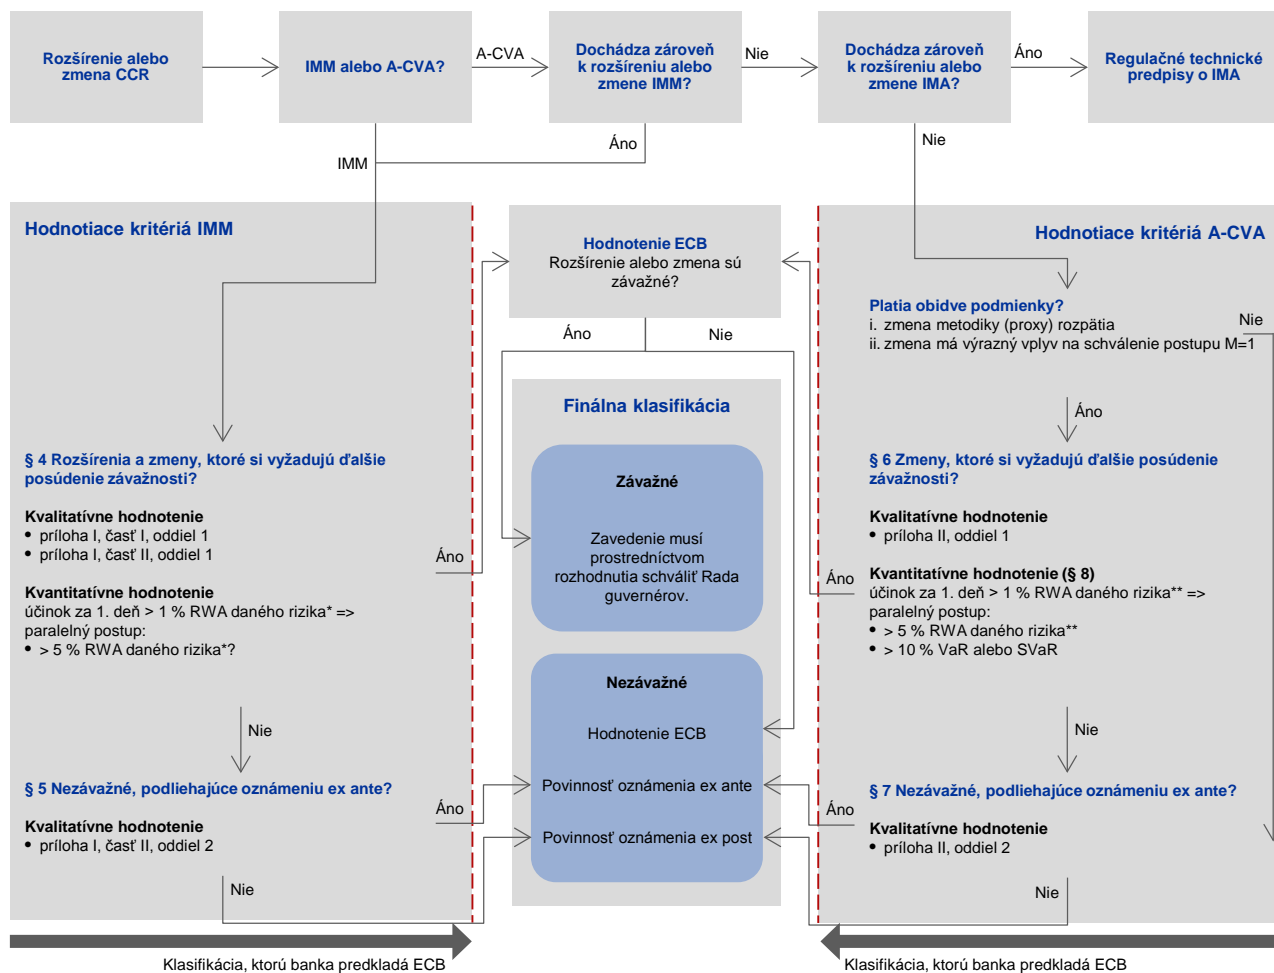 Rozšírenie alebo
zmena CCR
IMM alebo A-CVA?
A-CVA
Dochádza zároveň
k rozšíreniu alebo
zmene IMM?
Nie
Dochádza zároveň
k rozšíreniu alebo
zmene IMA?
Áno
Regulačné technické
predpisy o IMA
IMM
Áno
Nie
Hodnotiace kritériá IMM
Hodnotenie ECB
Rozšírenie alebo zmena sú
závažné?
Áno
Nie
Hodnotiace kritériá A-CVA
Platia obidve podmienky?
i. zmena metodiky (proxy) rozpätia
ii. zmena má výrazný vplyv na schválenie postupu M=1
Nie
Áno
§ 4 Rozšírenia a zmeny, ktoré si vyžadujú ďalšie
posúdenie závažnosti?
Kvalitatívne hodnotenie
• príloha I, časť I, oddiel 1
• príloha I, časť II, oddiel 1
Kvantitatívne hodnotenie
účinok za 1. deň > 1 % RWA daného rizika* =>
paralelný postup:
• > 5 % RWA daného rizika*?
Áno
Nie
§ 5 Nezávažné, podliehajúce oznámeniu ex ante?
Kvalitatívne hodnotenie
• príloha I, časť II, oddiel 2
Áno
Nie
Finálna klasifikácia
Závažné
Zavedenie musí
prostredníctvom
rozhodnutia schváliť Rada
guvernérov.
Nezávažné
Hodnotenie ECB
Povinnosť oznámenia ex ante
Povinnosť oznámenia ex post
§ 6 Zmeny, ktoré si vyžadujú ďalšie posúdenie
závažnosti?
Kvalitatívne hodnotenie
• príloha II, oddiel 1
Kvantitatívne hodnotenie (§ 8)
účinok za 1. deň > 1 % RWA daného rizika** =>
paralelný postup:
• > 5 % RWA daného rizika**
• > 10 % VaR alebo SVaR
Áno
Nie
§ 7 Nezávažné, podliehajúce oznámeniu ex ante?
Kvalitatívne hodnotenie
• príloha II, oddiel 2
Áno
Nie
Klasifikácia, ktorú banka predkladá ECB
Klasifikácia, ktorú banka predkladá ECB